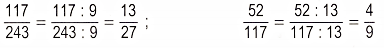 117/243 = 117 : 9/243 : 9 = 13/27 ; 52/117 = 52 : 13/117 : 13 = 4/9